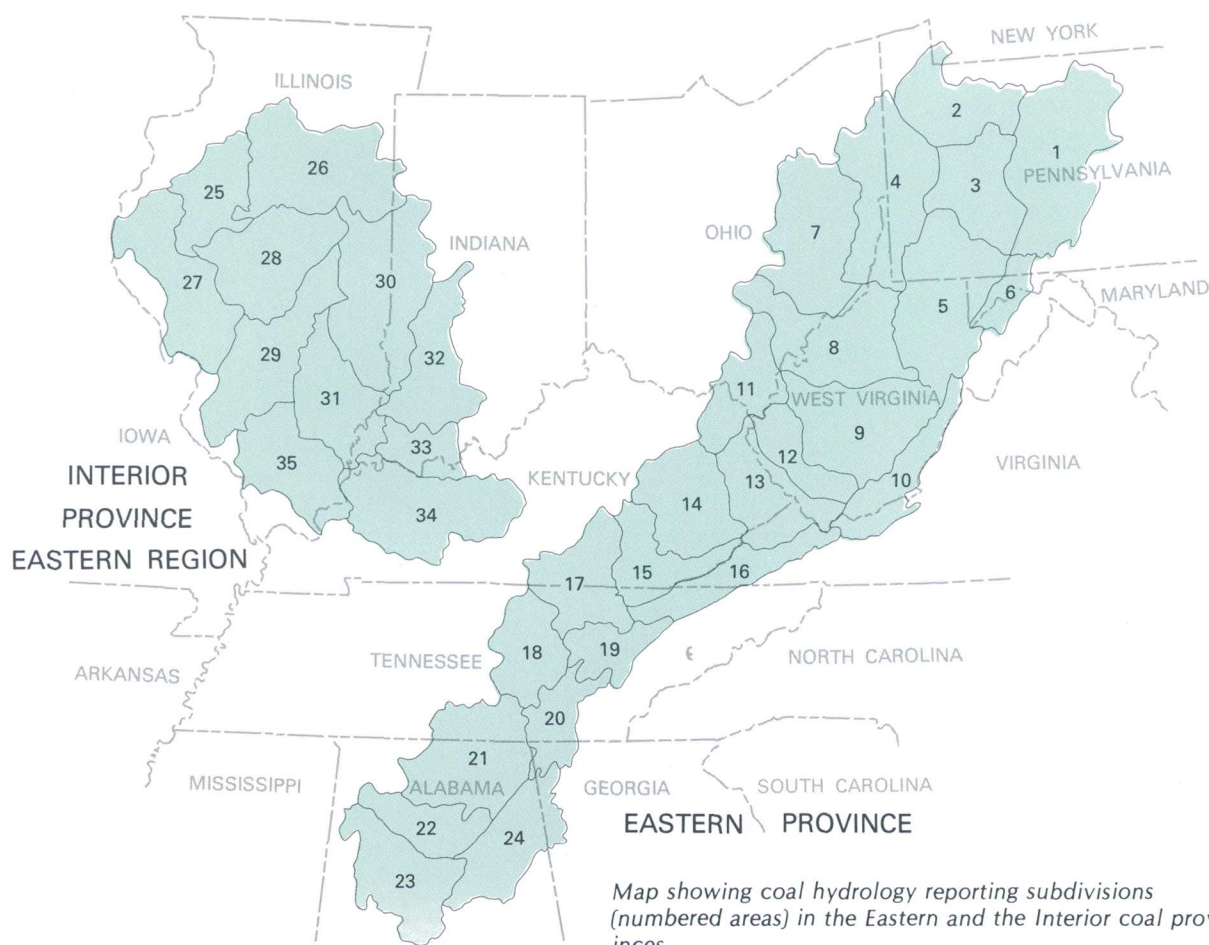 NEW YORK
ILLINOIS
2
1
26
25
4
3
PENNSYLVANIA
OHIO
7
INDIANA
28
27
30
6
MARYLAND
5
29
8
32
11
31
WEST VIRGINIA
9
IOWA
33
12
VIRGINIA
35
INTERIOR
PROVINCE
EASTERN REGION
KENTUCKY
13
10
14
34
15
16
17
18
19
TENNESSEE
NORTH CAROLINA
ARKANSAS
20
21
MISSISSIPPI
ALABAMA
GEORGIA
SOUTH CAROLINA
22
24
EASTERN PROVINCE
23
Map showing coal hydrology reporting subdivisions
(numbered areas) in the Eastern and the Interior coal prov-
inces